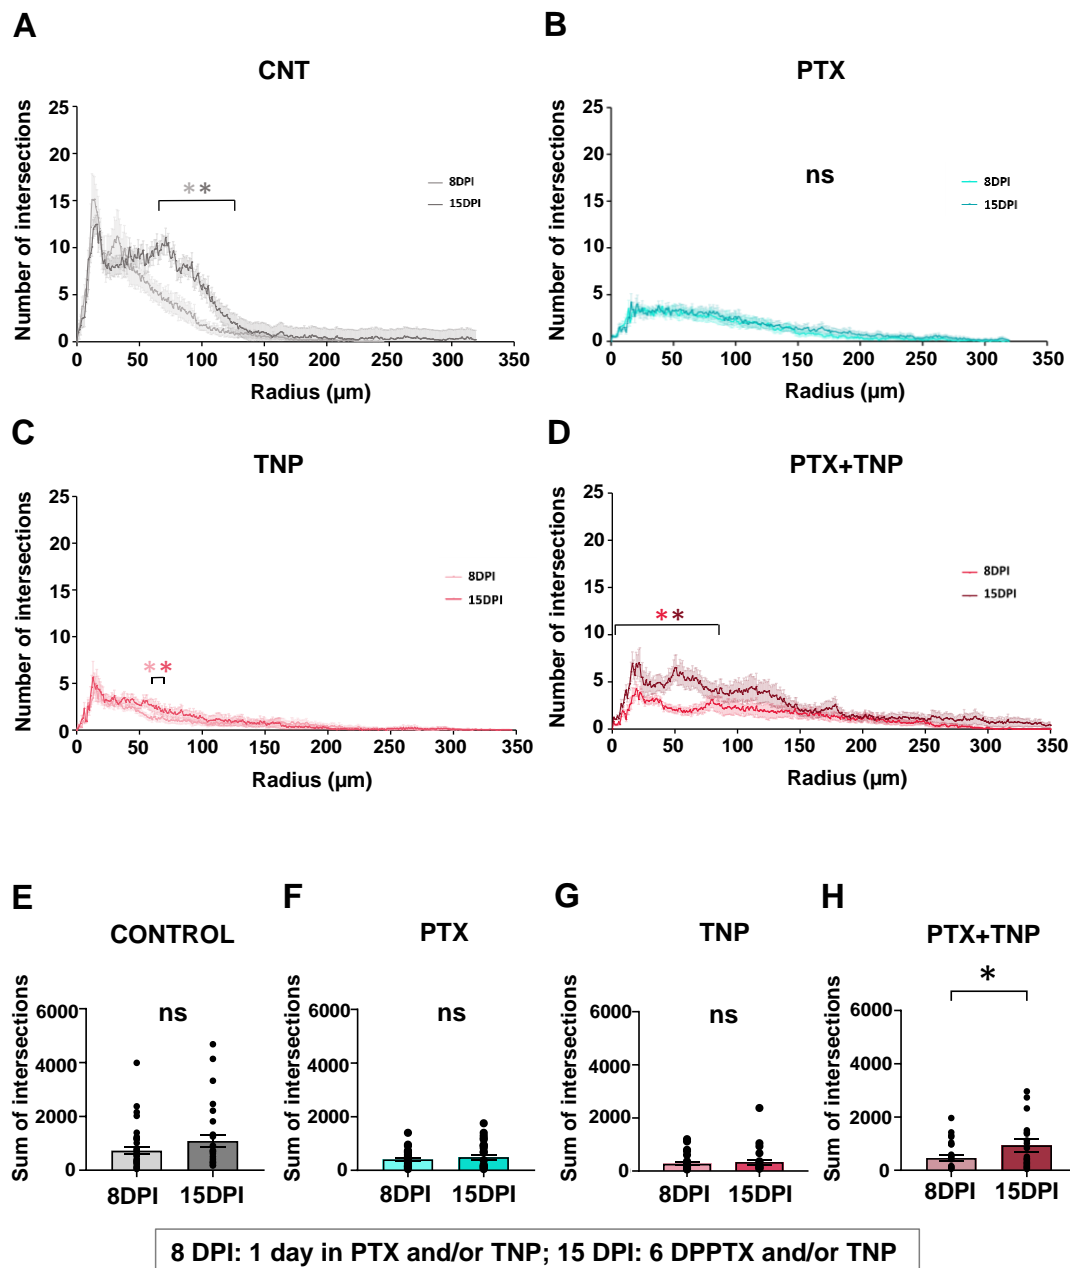 A
CNT
Number of intersections
25
20
15
10
5
0
**
8DPI
15DPI
0 50 100 150 200 250 300 350
Radius (µm)
B
PTX
Number of intersections
25
20
15
10
5
0
ns
8DPI
15DPI
0 50 100 150 200 250 300 350
Radius (µm)
C
TNP
Number of intersections
25
20
15
10
5
0
**
8DPI
15DPI
0 50 100 150 200 250 300 350
Radius (µm)
D
PTX+TNP
Number of intersections
25
20
15
10
5
0
**
8DPI
15DPI
0 50 100 150 200 250 300 350
Radius (µm)
E
CONTROL
Sum of intersections
6000
4000
2000
0
ns
8DPI 15DPI
F
PTX
Sum of intersections
6000
4000
2000
0
ns
8DPI 15DPI
G
TNP
Sum of intersections
6000
4000
2000
0
ns
8DPI 15DPI
H
PTX+TNP
Sum of intersections
6000
4000
2000
0
*
8DPI 15DPI
8 DPI: 1 day in PTX and/or TNP; 15 DPI: 6 DPPTX and/or TNP